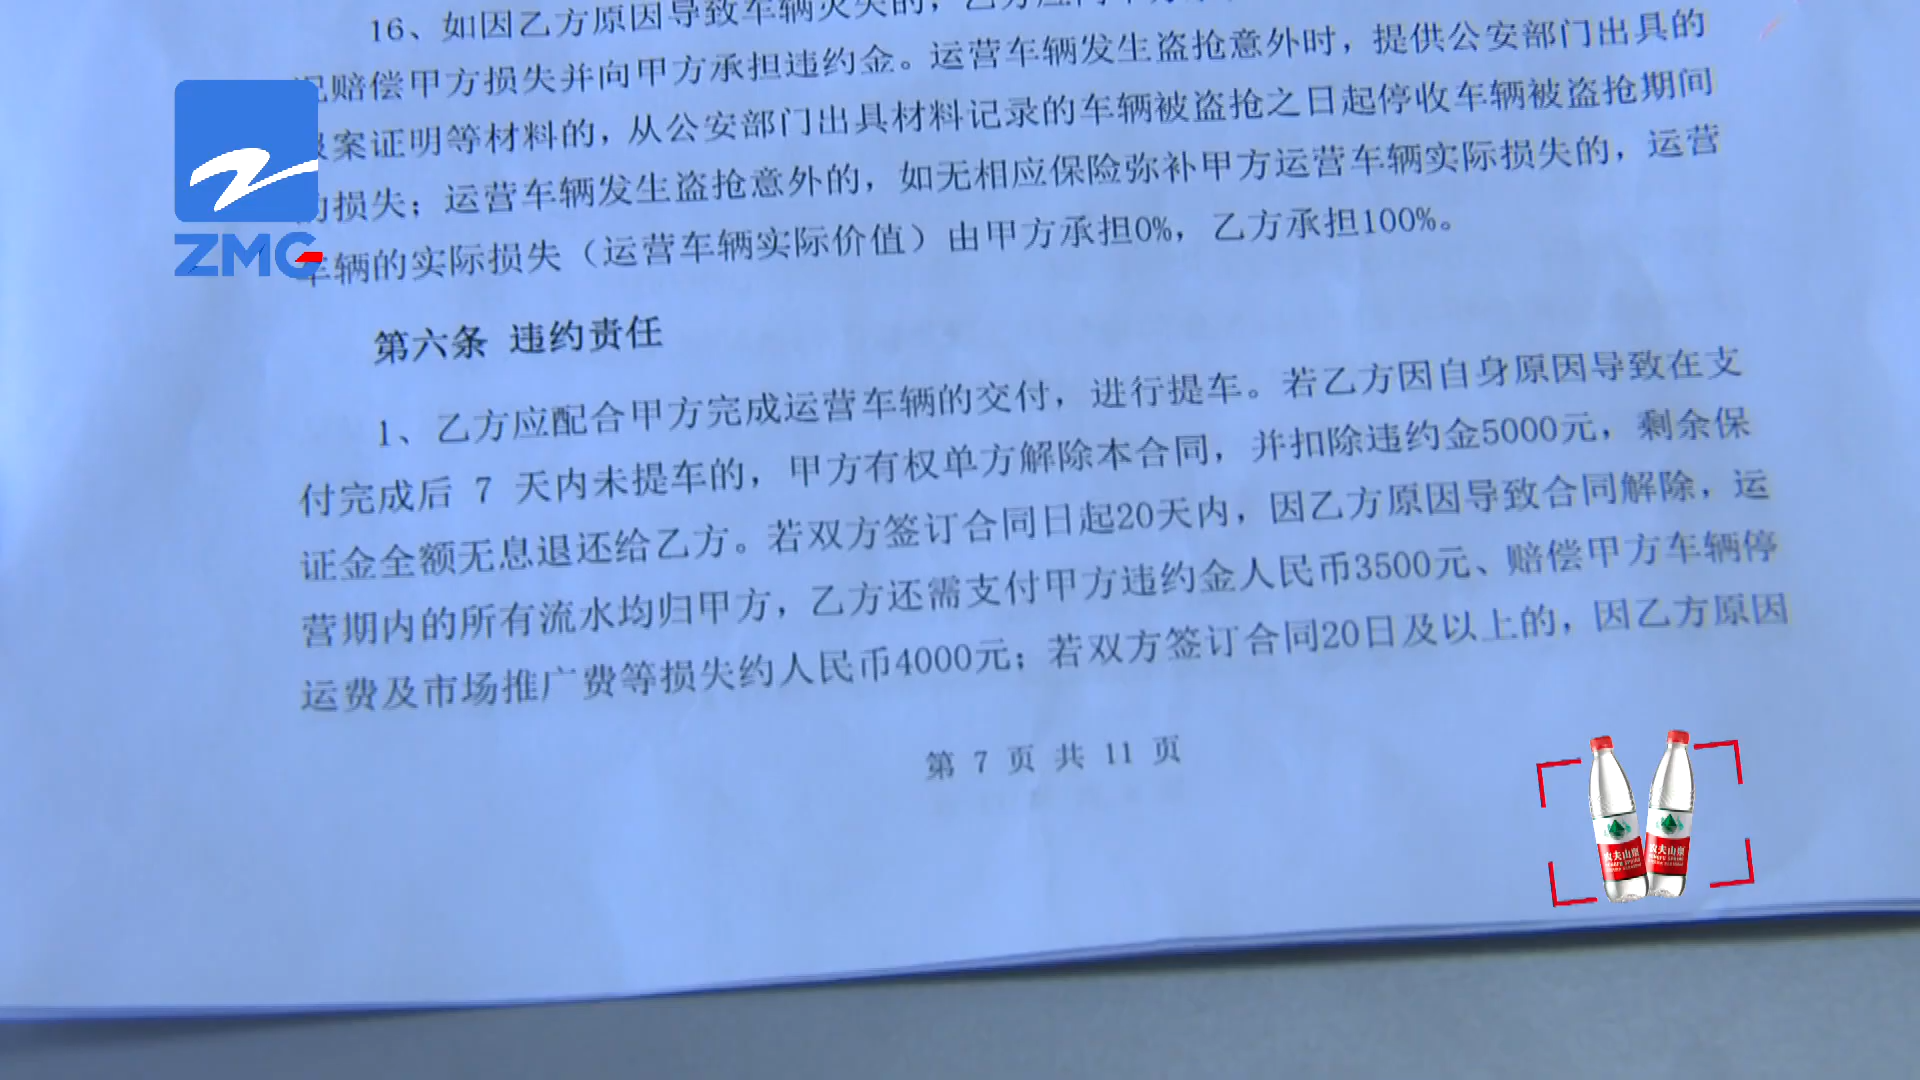 16、如因乙方原因导致车辆灭失的，乙方应
赔偿甲方损失并向甲方承担违约金。运营车辆发生盗抢意外时，提供公安部门出具的
案证明等材料的，从公安部门出具材料记录的车辆被盗抢之日起停收车辆被盗抢期间
损失；运营车辆发生盗抢意外的，如无相应保险弥补甲方运营车辆实际损失的，运营
车辆的实际损失（运营车辆实际价值）由甲方承担0%，乙方承担100%。
ZMG
第六条 违约责任
1、乙方应配合甲方完成运营车辆的交付，进行提车。若乙方因自身原因导致在支
付完成后 7 天内未提车的，甲方有权单方解除本合同，并扣除违约金5000元，剩余保
证金全额无息退还给乙方。若双方签订合同日起20天内，因乙方原因导致合同解除，运
营期内的所有流水均归甲方，乙方还需支付甲方违约金人民币3500元、赔偿甲方车辆停
运费及市场推广费等损失约人民币4000元；若双方签订合同20日及以上的，因乙方原因
第 7 页 共 11 页
农夫山泉
农夫山泉